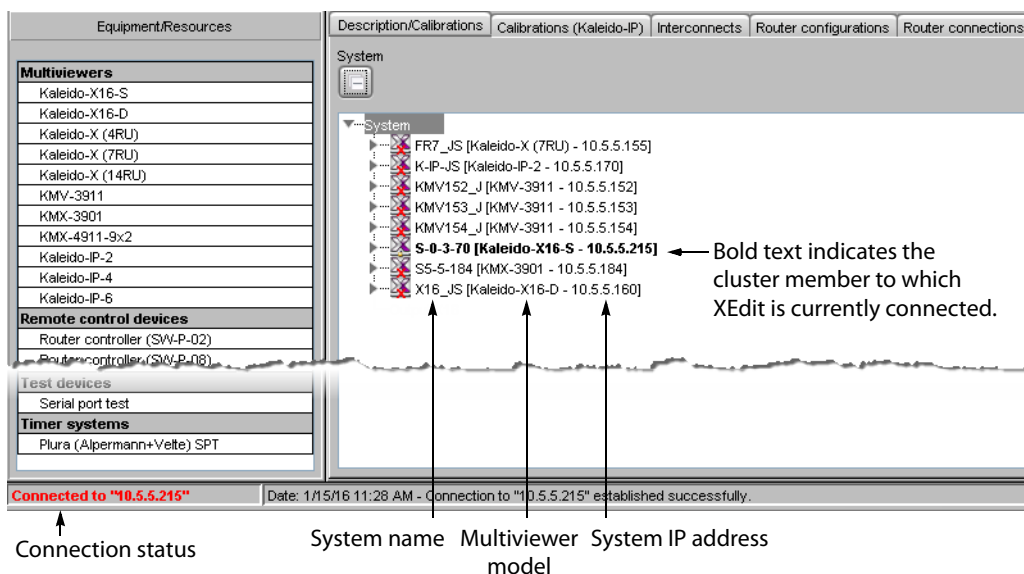 Equipment/Resources
Multiviewers
Kaleido-X16-S
Kaleido-X16-D
Kaleido-X (4RU)
Kaleido-X (7RU)
Kaleido-X (14RU)
KMV-3911
KMX-3901
KMX-4911-9x2
Kaleido-IP-2
Kaleido-IP-4
Kaleido-IP-6
Remote control devices
Router controller (SW-P-02)
Router controller (SW-P-08)
Test devices
Serial port test
Timer systems
Plura (Alpermann+Velte) SPT
Description/Calibrations
Calibrations (Kaleido-IP)
Interconnects
Router configurations
Router connections
System
System
FR7_JS [Kaleido-X (7RU) - 10.5.5.155]
K-IP-JS [Kaleido-IP-2 - 10.5.5.170]
KMV152_J [KMV-3911 - 10.5.5.152]
KMV153_J [KMV-3911 - 10.5.5.153]
KMV154_J [KMV-3911 - 10.5.5.154]
S-0-3-70 [Kaleido-X16-S - 10.5.5.215]
S5-5-184 [KMX-3901 - 10.5.5.184]
X16_JS [Kaleido-X16-D - 10.5.5.160]
Bold text indicates the
cluster member to which
XEdit is currently connected.
Connected to "10.5.5.215"
Date: 1/15/16 11:28 AM - Connection to "10.5.5.215" established successfully.
Connection status
System name
Multiviewer
model
System IP address